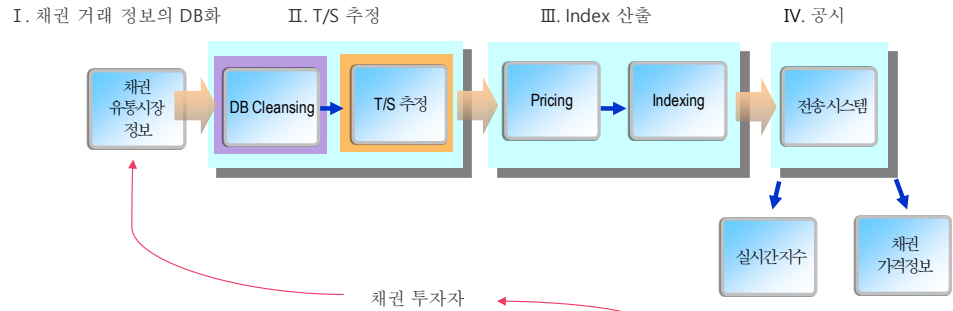 Ⅰ. 채권 거래 정보의 DB화
Ⅱ. T/S 추정
Ⅲ. Index 산출
Ⅳ. 공시
채권
유통시장
정보
DB Cleansing
T/S 추정
Pricing
Indexing
전송시스템
실시간지수
채권
가격정보
채권 투자자